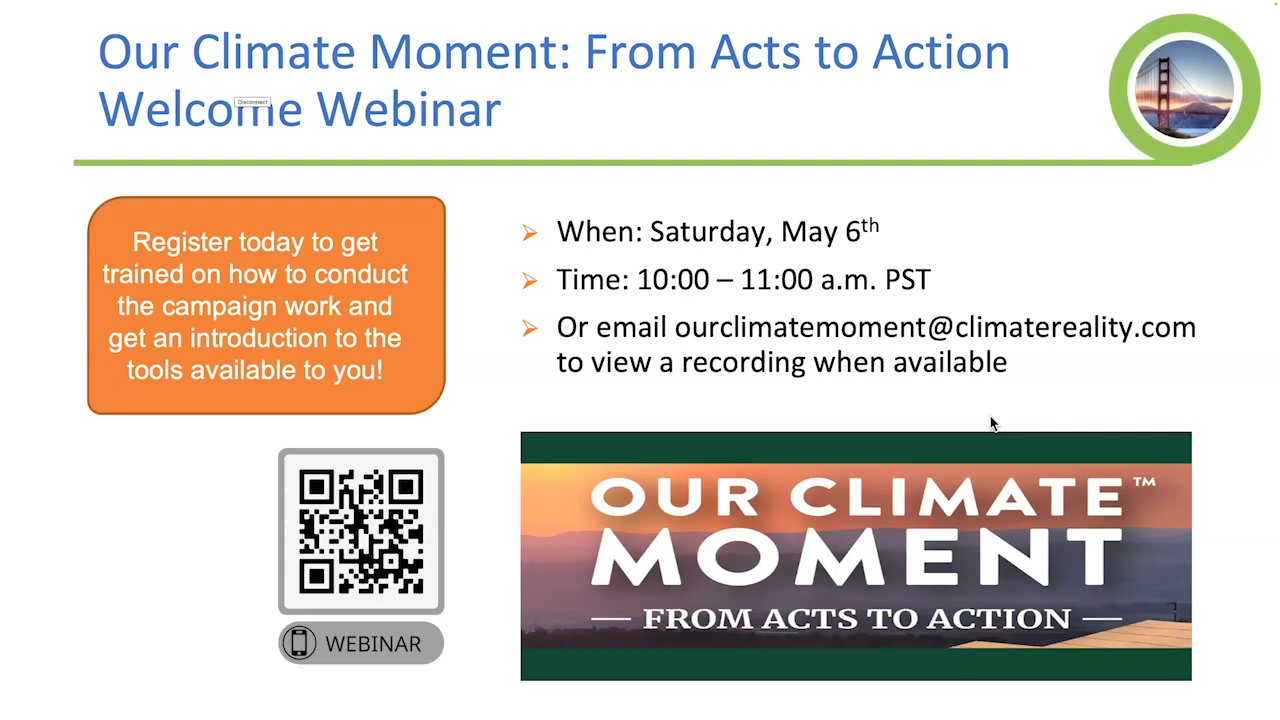 Our Climate Moment: From Acts to Action
Welcome Webinar
Disconnect
Register today to get
trained on how to conduct
the campaign work and
get an introduction to the
tools available to you!
➢ When: Saturday, May 6th
➢ Time: 10:00 – 11:00 a.m. PST
➢ Or email ourclimatemoment@climatereality.com
to view a recording when available
WEBINAR
OUR CLIMATE™
MOMENT
— FROM ACTS TO ACTION —